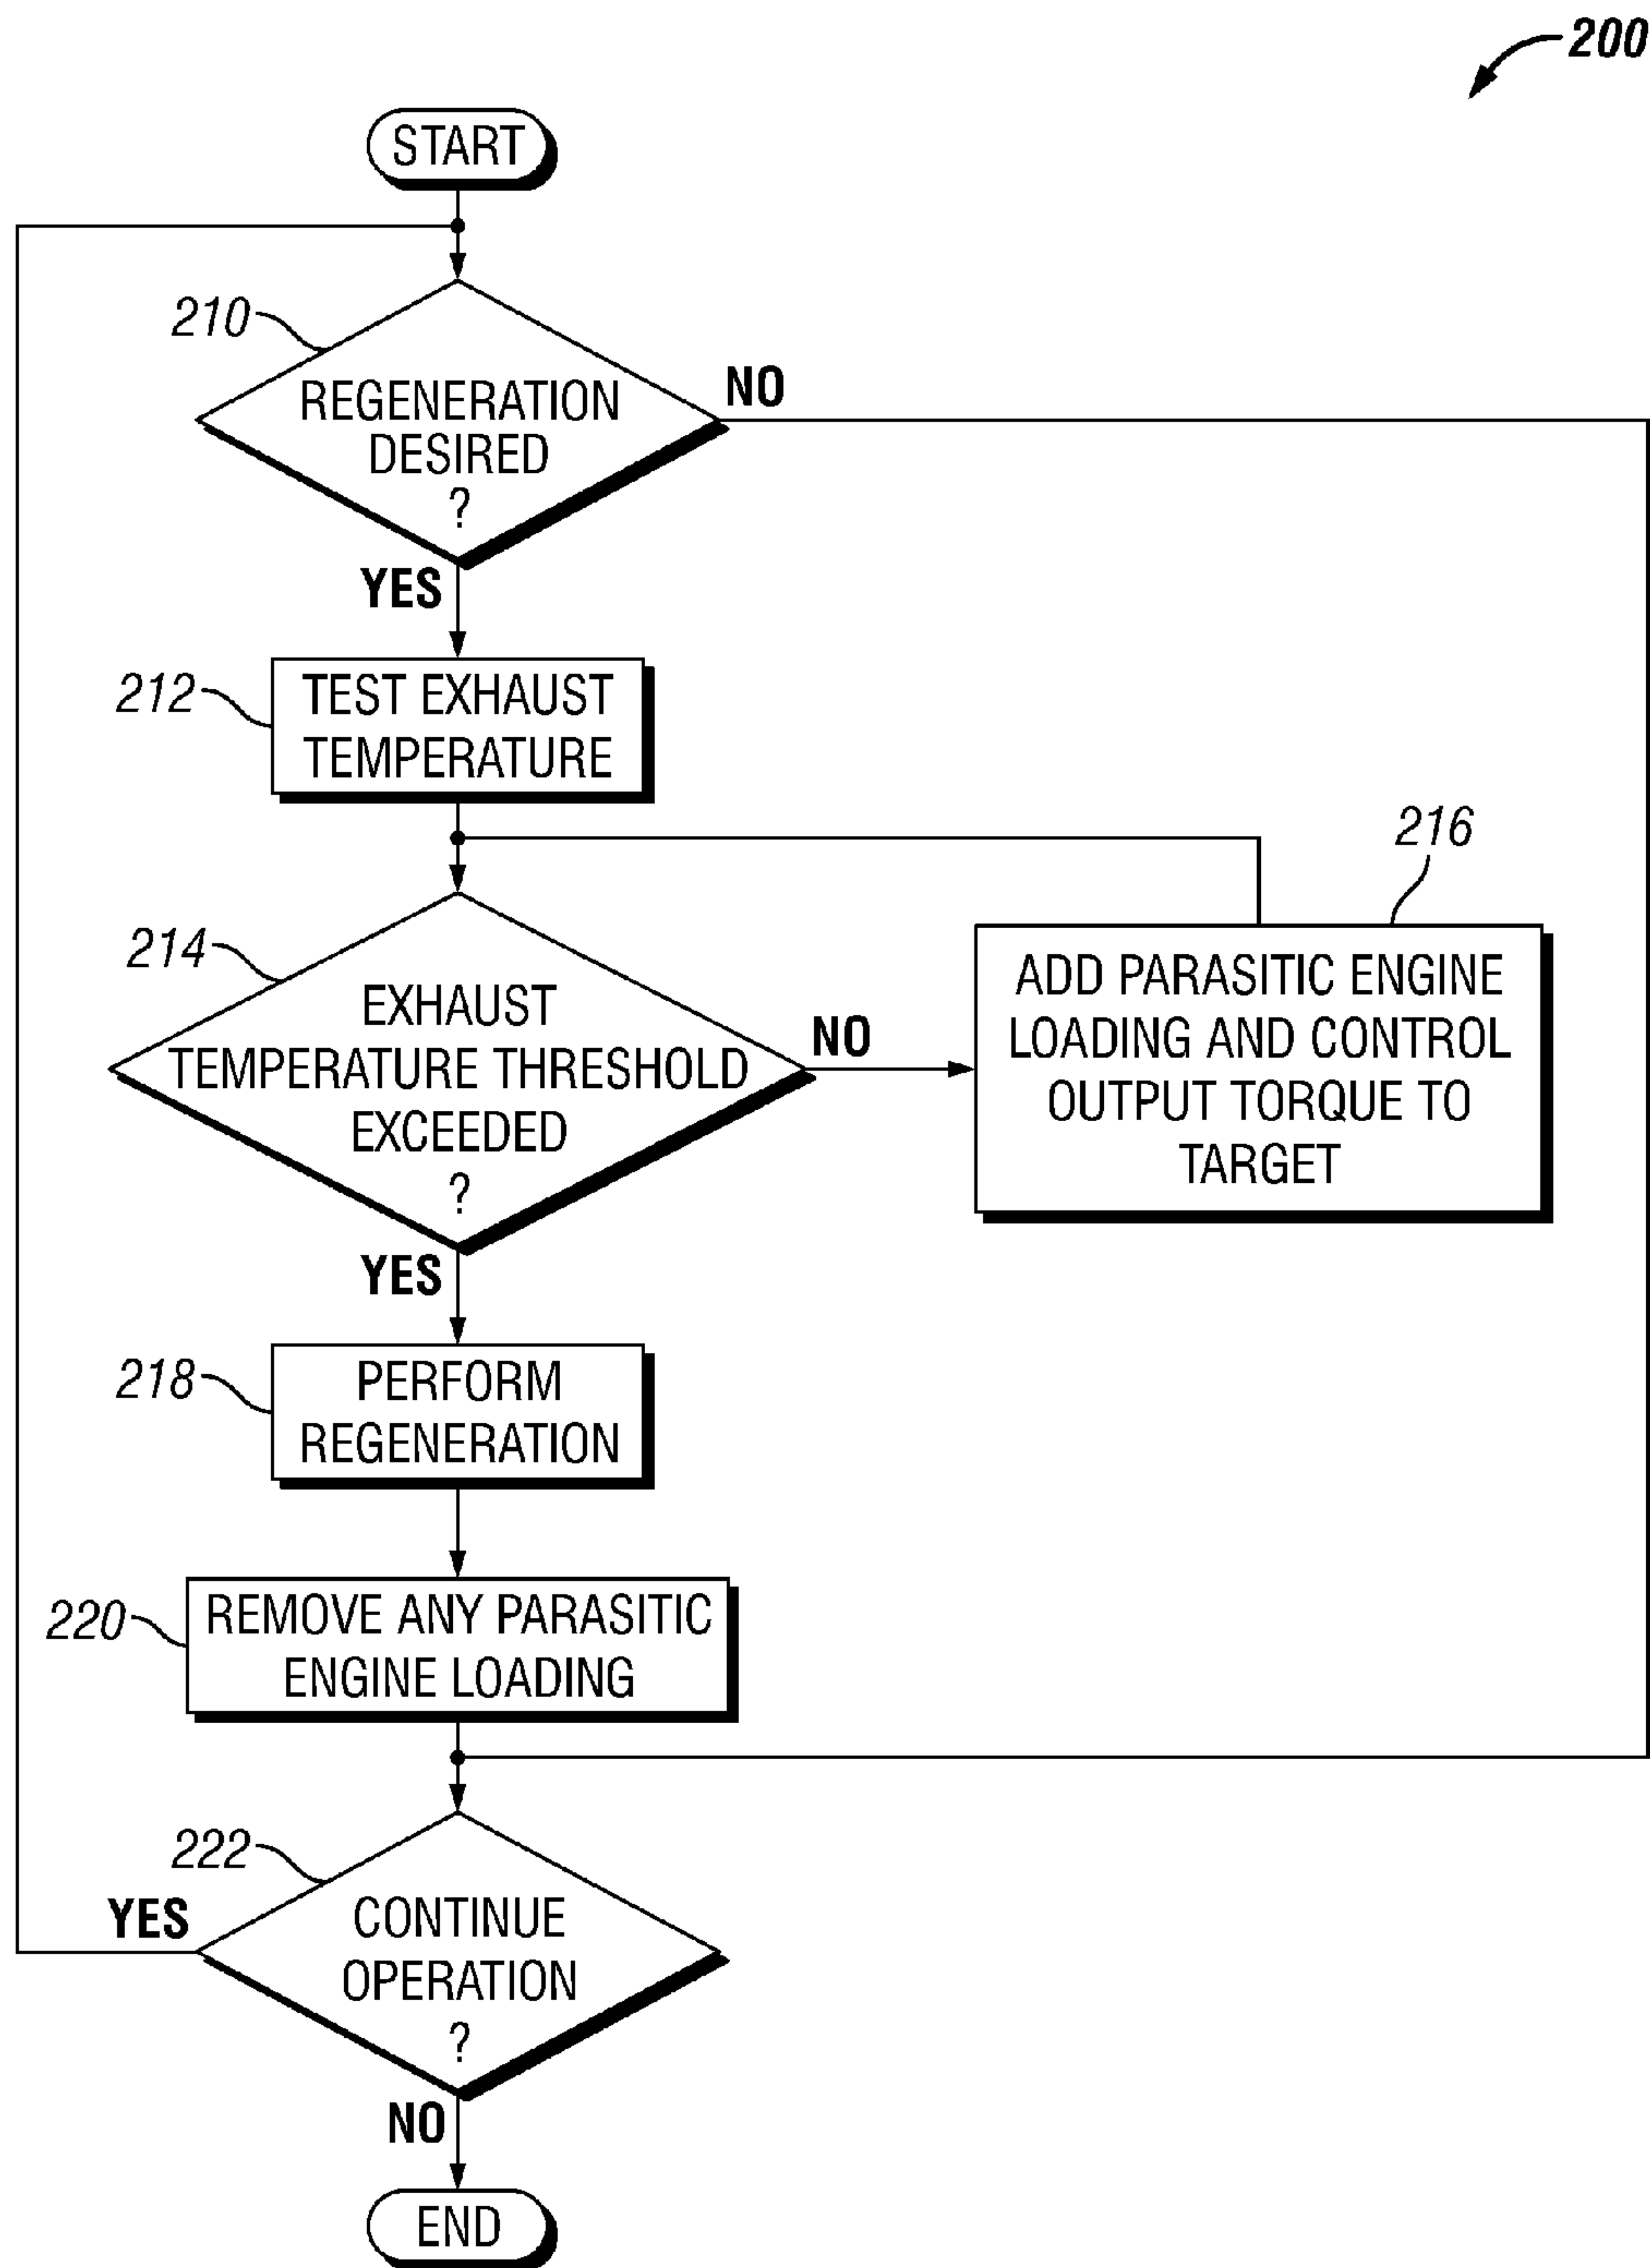 200
START
210
REGENERATION
DESIRED
?
NO
YES
212
TEST EXHAUST
TEMPERATURE
216
214
EXHAUST
TEMPERATURE THRESHOLD
EXCEEDED
?
NO
ADD PARASITIC ENGINE
LOADING AND CONTROL
OUTPUT TORQUE TO
TARGET
YES
218
PERFORM
REGENERATION
220
REMOVE ANY PARASITIC
ENGINE LOADING
222
YES
CONTINUE
OPERATION
?
NO
END